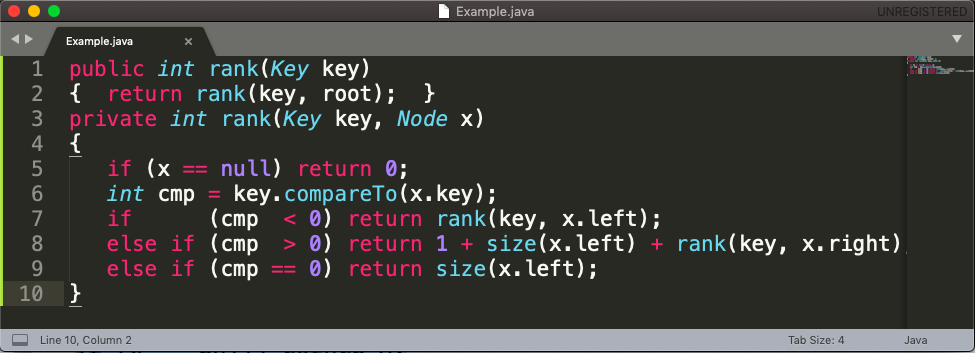 Example.java
UNREGISTERED
Example.java ×
1 public int rank(Key key)
2 {  return rank(key, root);  }
3 private int rank(Key key, Node x)
4 {
5    if (x == null) return 0;
6    int cmp = key.compareTo(x.key);
7    if      (cmp  < 0) return rank(key, x.left);
8    else if (cmp  > 0) return 1 + size(x.left) + rank(key, x.right)
9    else if (cmp == 0) return size(x.left);
10 }
Line 10, Column 2
Tab Size: 4
Java